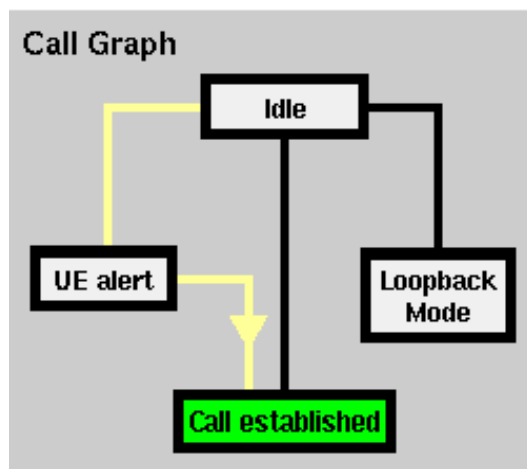 Call Graph
Idle
UE alert
Loopback
Mode
Call established